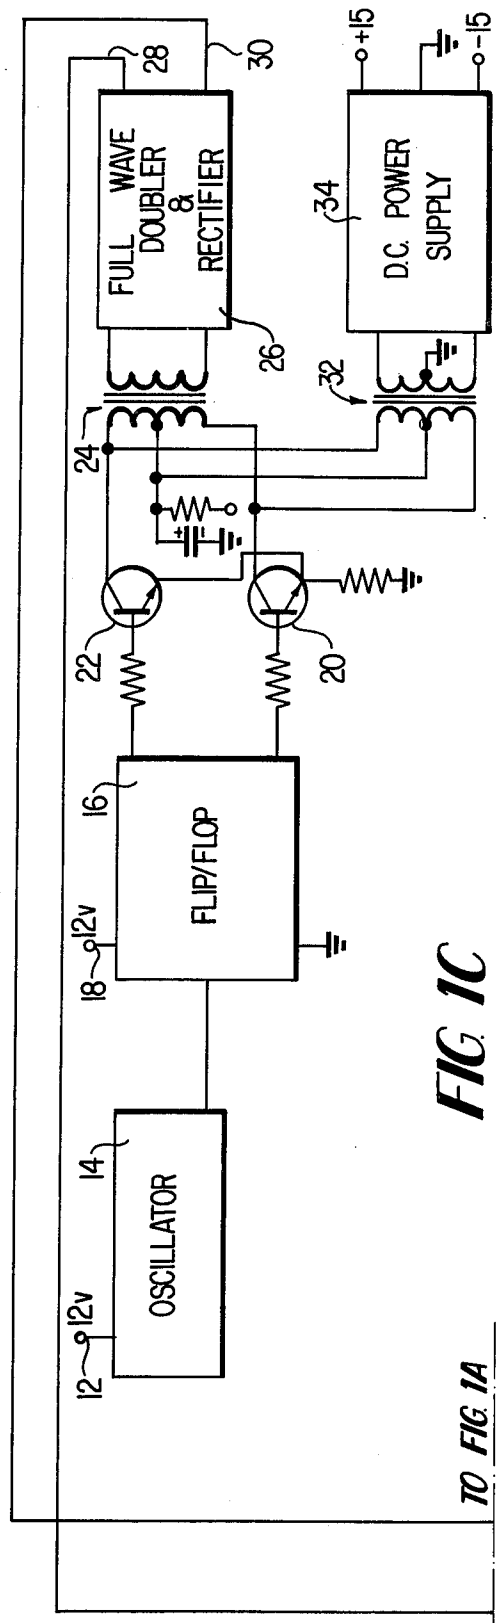 12
12v
14
OSCILLATOR
18
12v
16
FLIP/FLOP
22
20
24
26
FULL WAVE
DOUBLER
&
RECTIFIER
28
30
32
34
D.C. POWER
SUPPLY
+15
-15
+
-
FIG. 1C
TO FIG. 1A